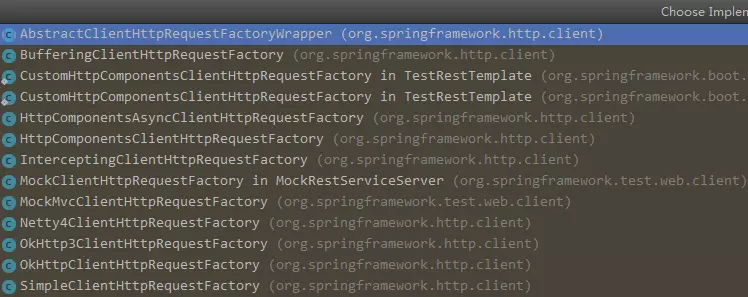 Choose Implem
AbstractClientHttpRequestFactoryWrapper (org.springframework.http.client)
BufferingClientHttpRequestFactory (org.springframework.http.client)
CustomHttpComponentsClientHttpRequestFactory in TestRestTemplate (org.springframework.boot.
CustomHttpComponentsClientHttpRequestFactory in TestRestTemplate (org.springframework.boot.
HttpComponentsAsyncClientHttpRequestFactory (org.springframework.http.client)
HttpComponentsClientHttpRequestFactory (org.springframework.http.client)
InterceptingClientHttpRequestFactory (org.springframework.http.client)
MockClientHttpRequestFactory in MockRestServiceServer (org.springframework.test.web.client)
MockMvcClientHttpRequestFactory (org.springframework.test.web.client)
Netty4ClientHttpRequestFactory (org.springframework.http.client)
OkHttp3ClientHttpRequestFactory (org.springframework.http.client)
OkHttpClientHttpRequestFactory (org.springframework.http.client)
SimpleClientHttpRequestFactory (org.springframework.http.client)